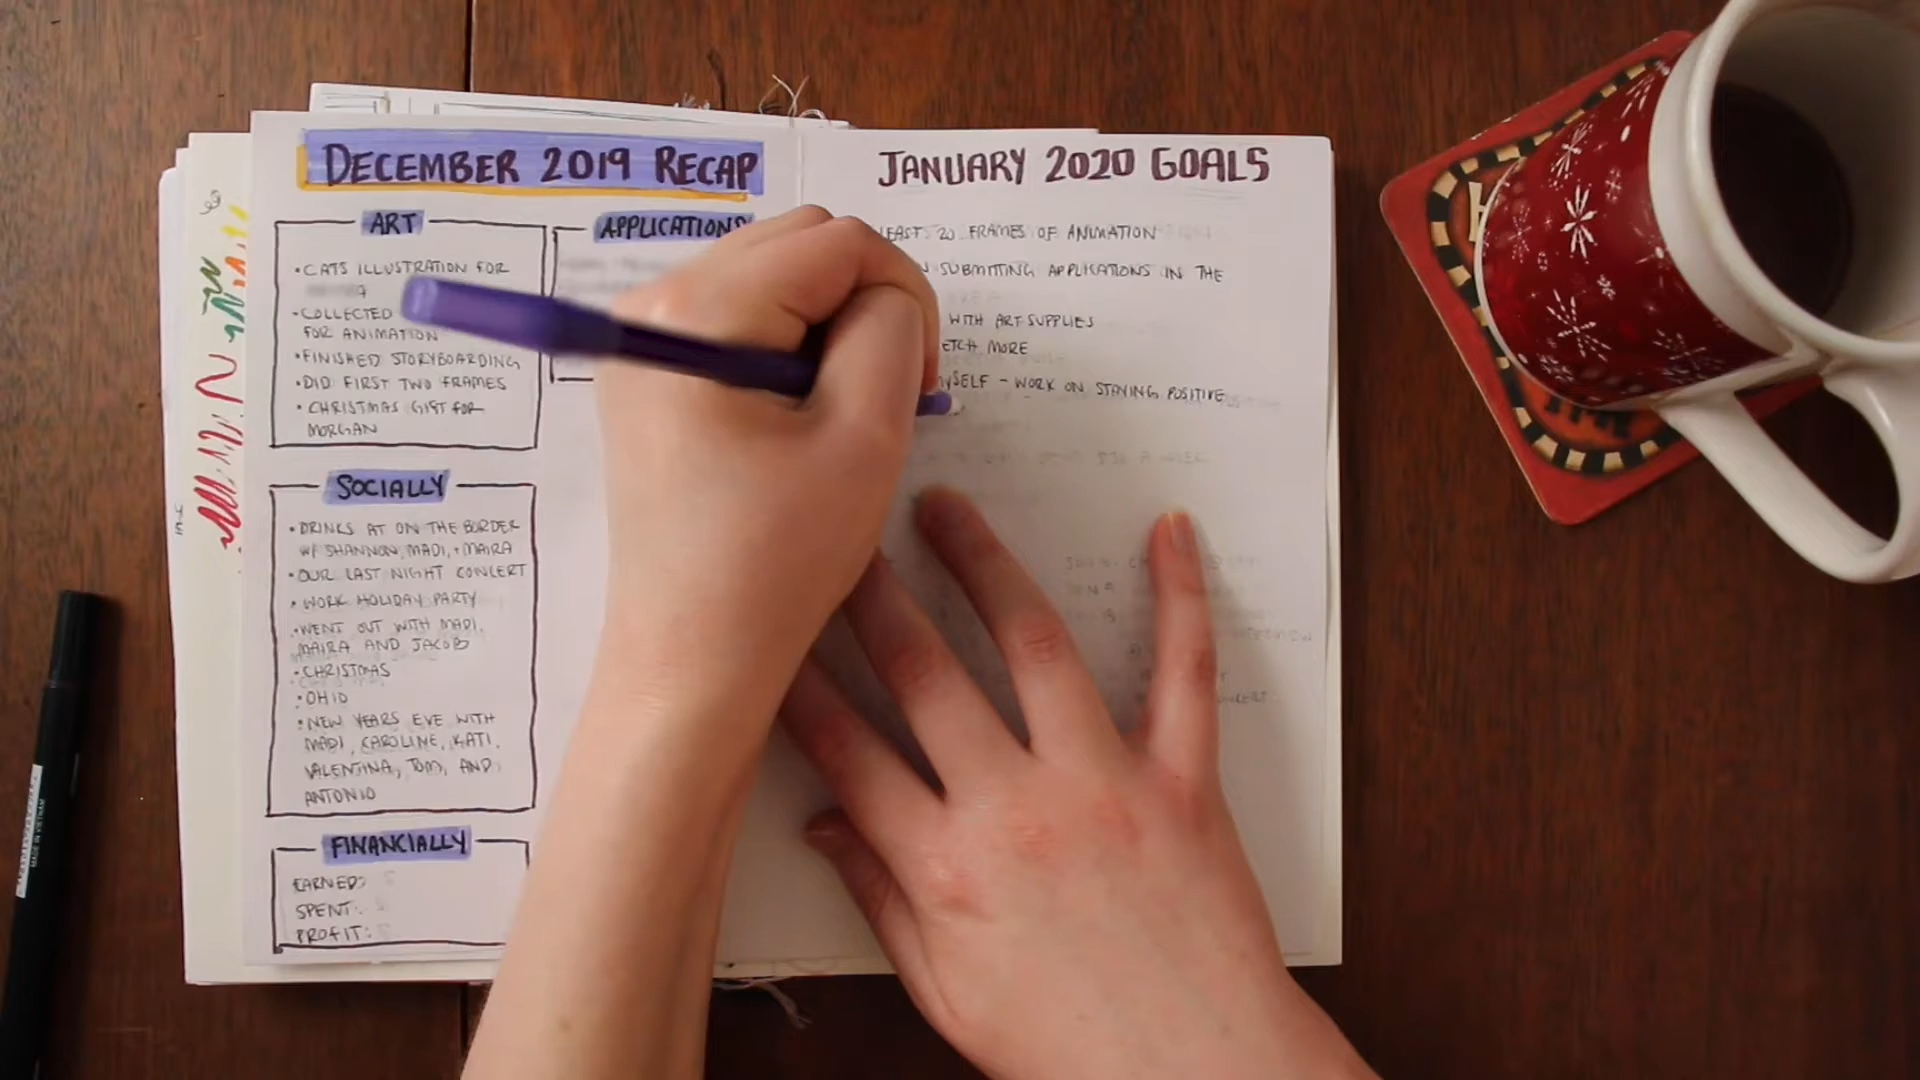 DECEMBER 2019 RECAP
ART
• CATS ILLUSTRATION FOR
• COLLECTED
FOR ANIMATION
• FINISHED STORYBOARDING
• DID FIRST TWO FRAMES
• CHRISTMAS GIFT FOR
MORGAN
APPLICATIONS
SOCIALLY
• DRINKS AT ON THE BORDER
W/ SHANNON, MADI, + MAIRA
• OUR LAST NIGHT CONCERT
• WORK HOLIDAY PARTY
• WENT OUT WITH MADI,
MAIRA AND JACOB
• CHRISTMAS
• OHIO
• NEW YEARS EVE WITH
MADI, CAROLINE, KATI,
VALENTINA, TOM, AND
ANTONIO
FINANCIALLY
EARNED:
SPENT:
PROFIT:
JANUARY 2020 GOALS
LEAST 20 FRAMES OF ANIMATION
SUBMITTING APPLICATIONS IN THE
WITH ART SUPPLIES
ETCH MORE
MYSELF - WORK ON STAYING POSITIVE
MADE IN VIETNAM